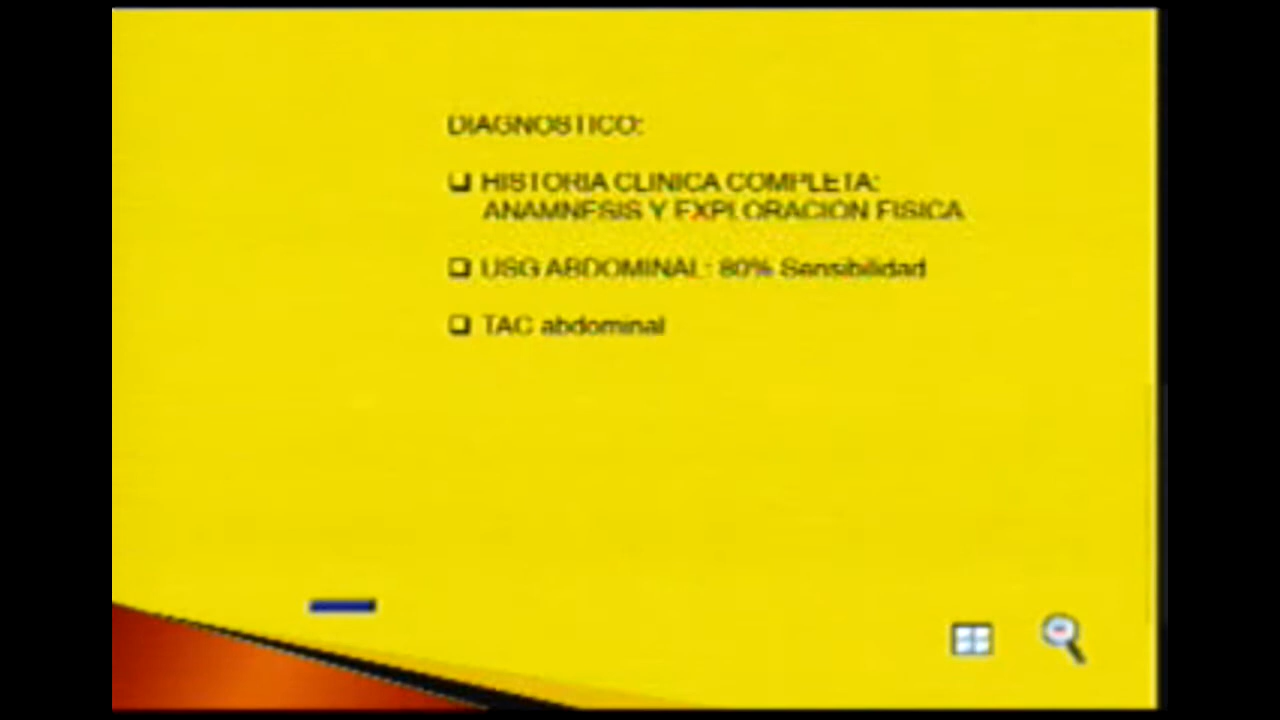 DIAGNOSTICO:
HISTORIA CLINICA COMPLETA:
ANAMNESIS Y EXPLORACION FISICA
USG ABDOMINAL: 80% Sensibilidad
TAC abdominal